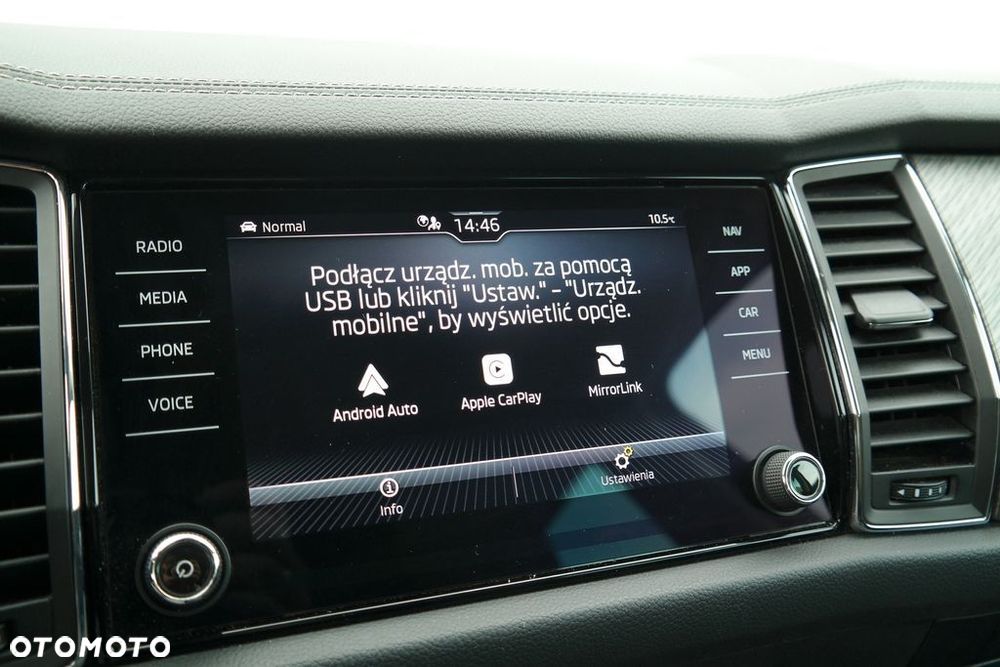 Normal
14:46
10.5°C
RADIO
MEDIA
PHONE
VOICE
Podłącz urządz. mob. za pomocą
USB lub kliknij "Ustaw." - "Urządz.
mobilne", by wyświetlić opcje.
Android Auto
Apple CarPlay
MirrorLink
Info
Ustawienia
NAV
APP
CAR
MENU
OTOMOTO